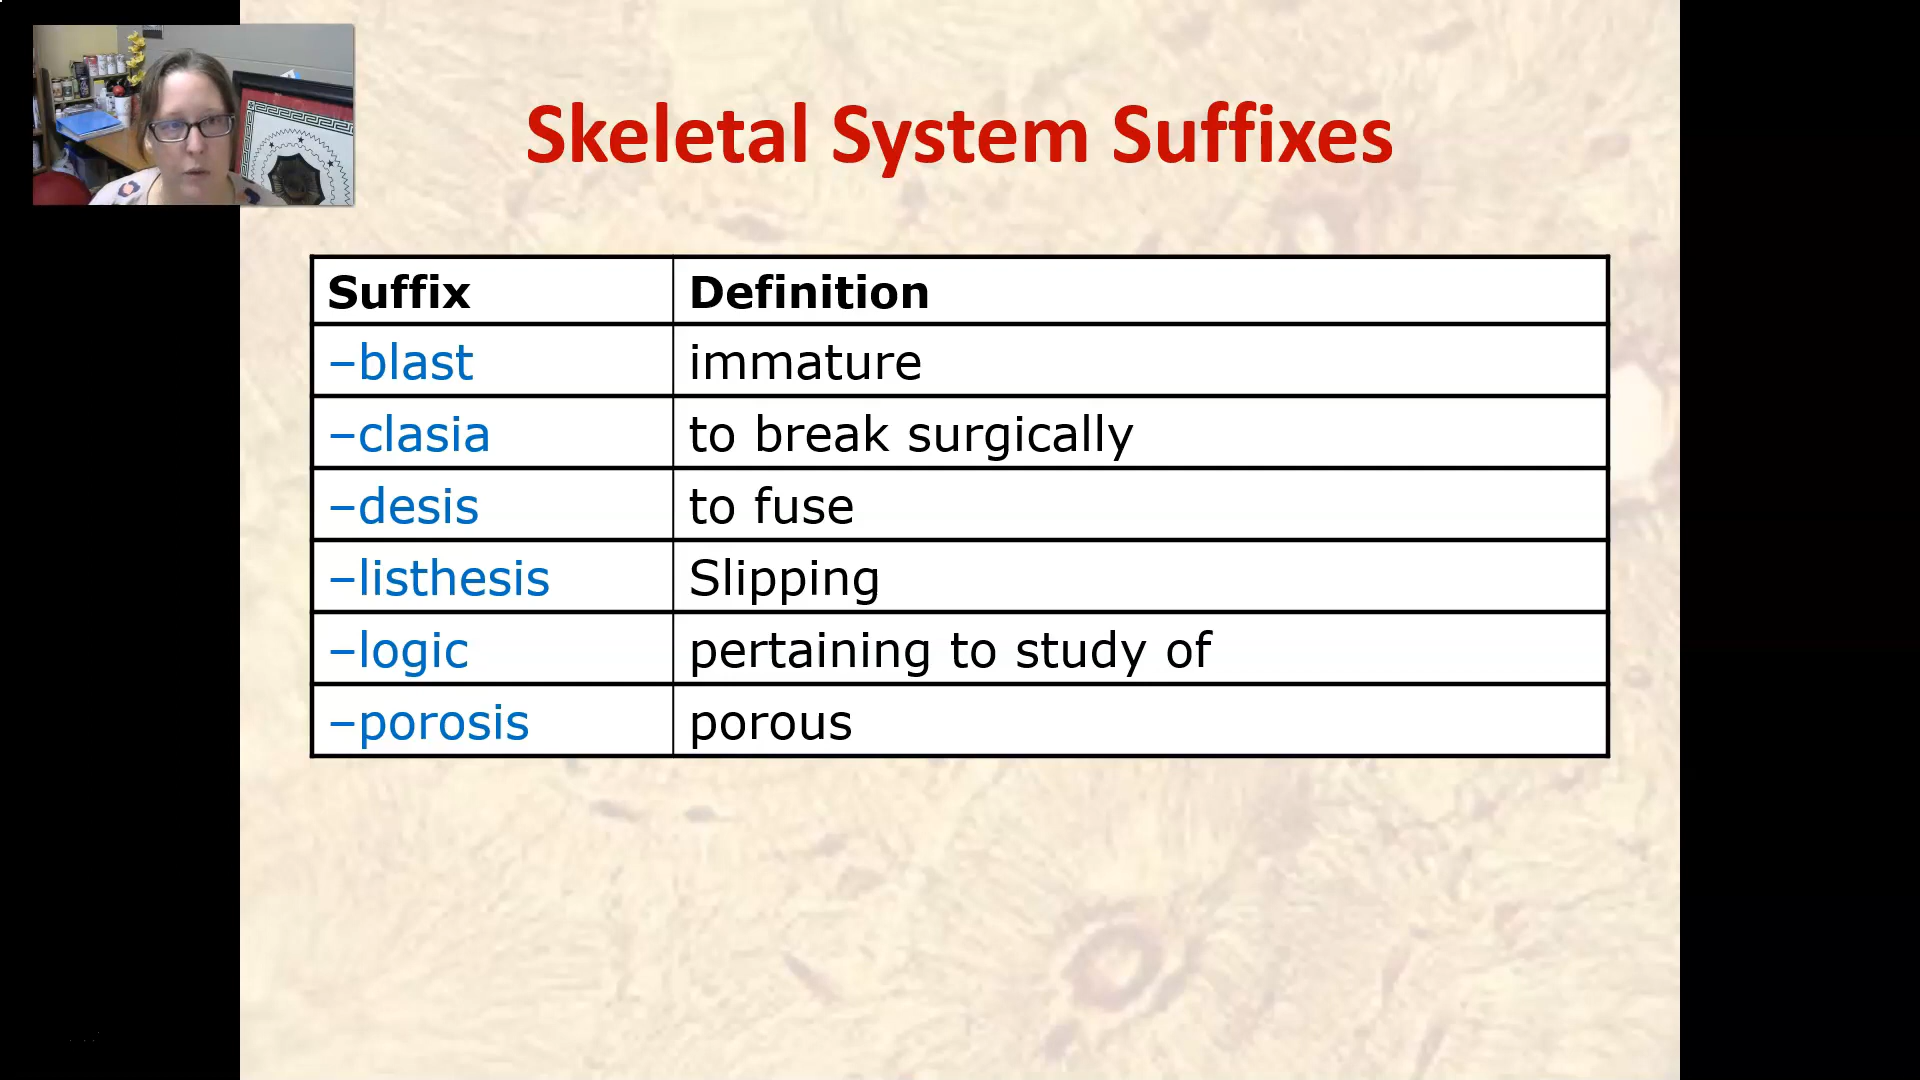 Skeletal System Suffixes
Suffix Definition
–blast immature
–clasia to break surgically
–desis to fuse
–listhesis Slipping
–logic pertaining to study of
–porosis porous